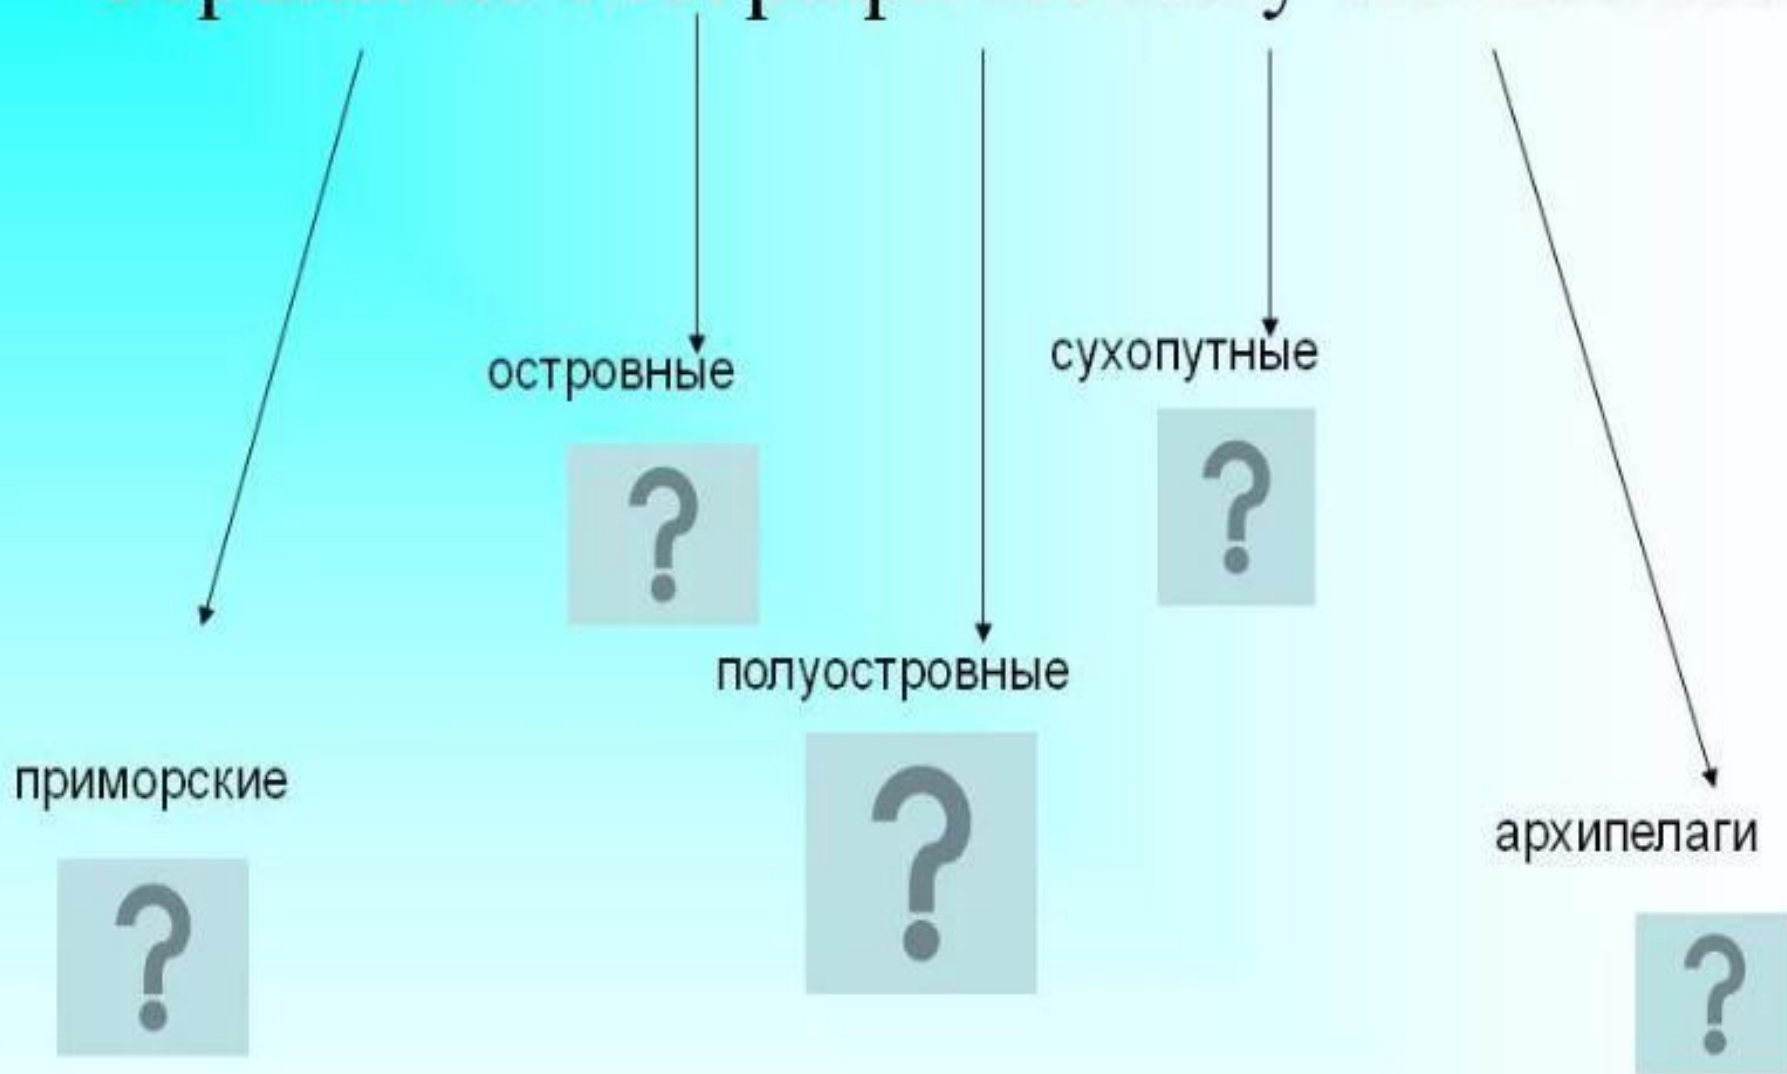 островные
сухопутные
?
?
полуостровные
приморские
?
архипелаги
?
?